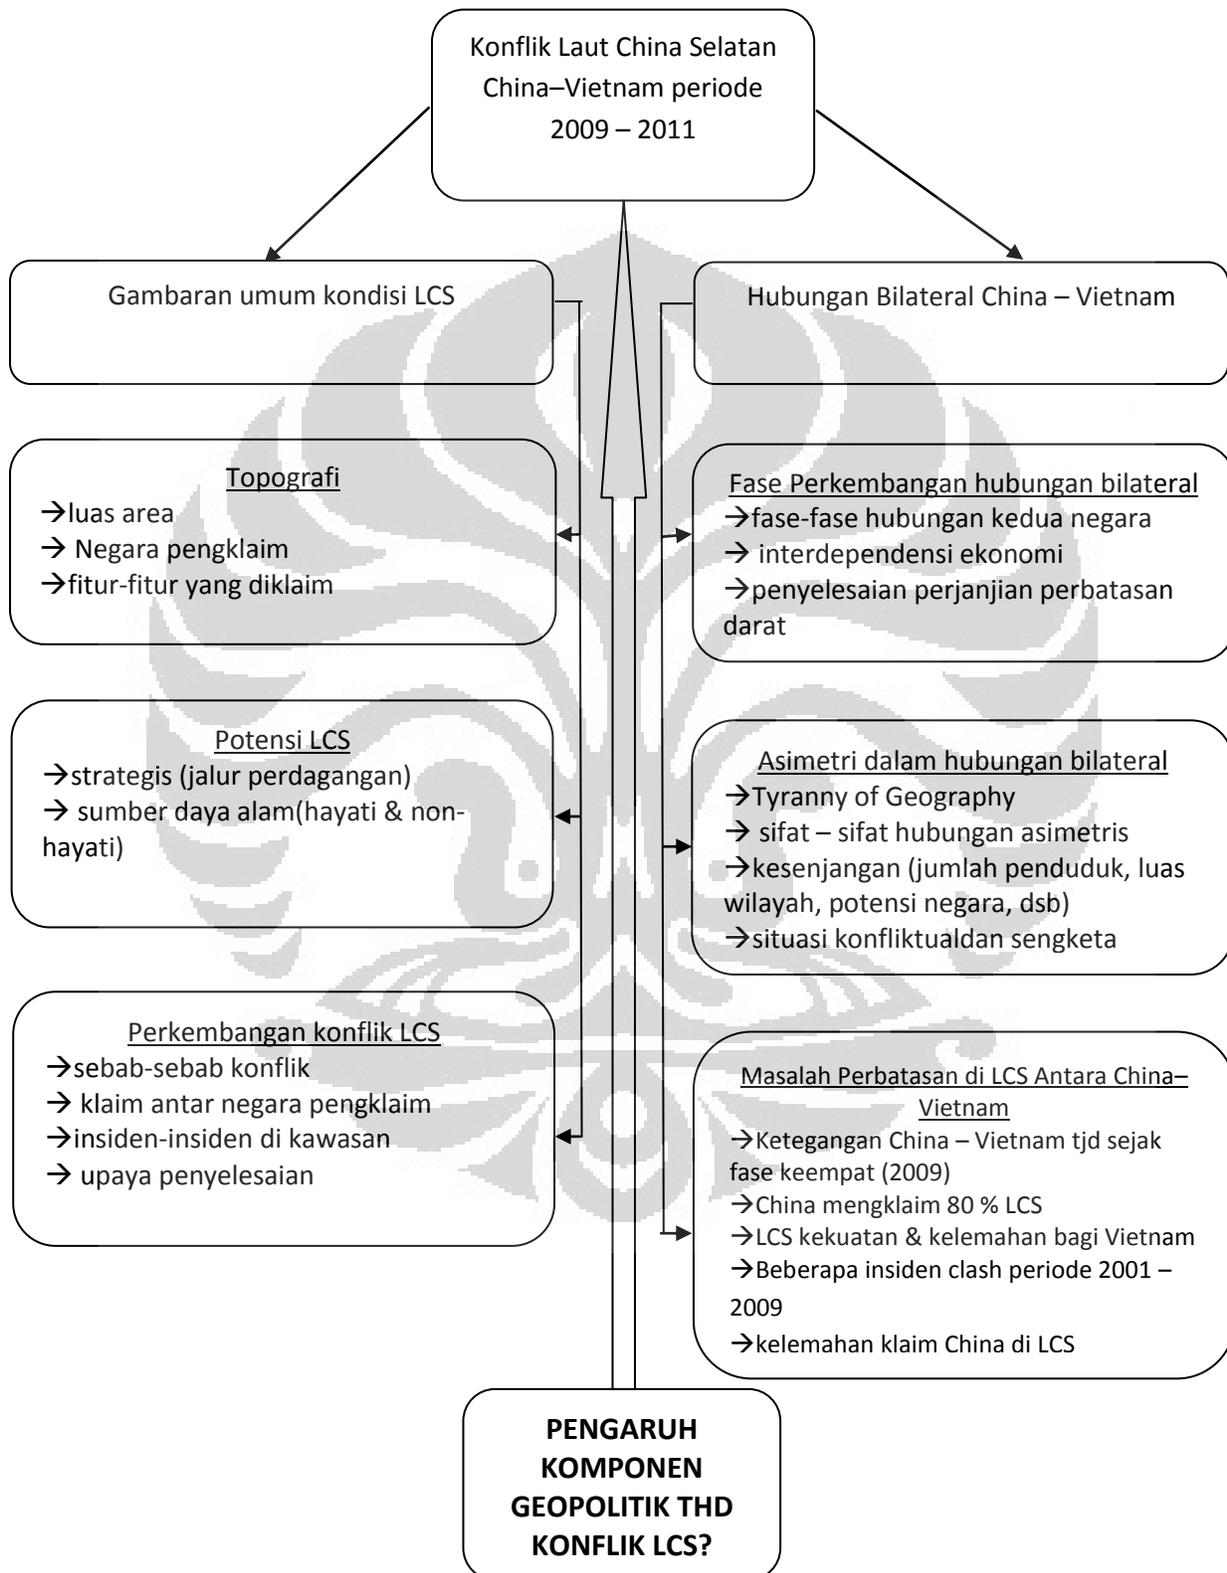 Konflik Laut China Selatan
China–Vietnam periode
2009 – 2011
Gambaran umum kondisi LCS
Hubungan Bilateral China – Vietnam
Topografi
→luas area
→ Negara pengklaim
→fitur-fitur yang diklaim
Fase Perkembangan hubungan bilateral
→fase-fase hubungan kedua negara
→ interdependensi ekonomi
→penyelesaian perjanjian perbatasan
darat
Potensi LCS
→strategis (jalur perdagangan)
→ sumber daya alam(hayati & non-
hayati)
Asimetri dalam hubungan bilateral
→Tyranny of Geography
→ sifat – sifat hubungan asimetris
→kesenjangan (jumlah penduduk, luas
wilayah, potensi negara, dsb)
→situasi konfliktualdan sengketa
Perkembangan konflik LCS
→sebab-sebab konflik
→ klaim antar negara pengklaim
→insiden-insiden di kawasan
→ upaya penyelesaian
Masalah Perbatasan di LCS Antara China–
Vietnam
→Ketegangan China – Vietnam tjd sejak
fase keempat (2009)
→China mengklaim 80 % LCS
→LCS kekuatan & kelemahan bagi Vietnam
→Beberapa insiden clash periode 2001 –
2009
→kelemahan klaim China di LCS
PENGARUH
KOMPONEN
GEOPOLITIK THD
KONFLIK LCS?